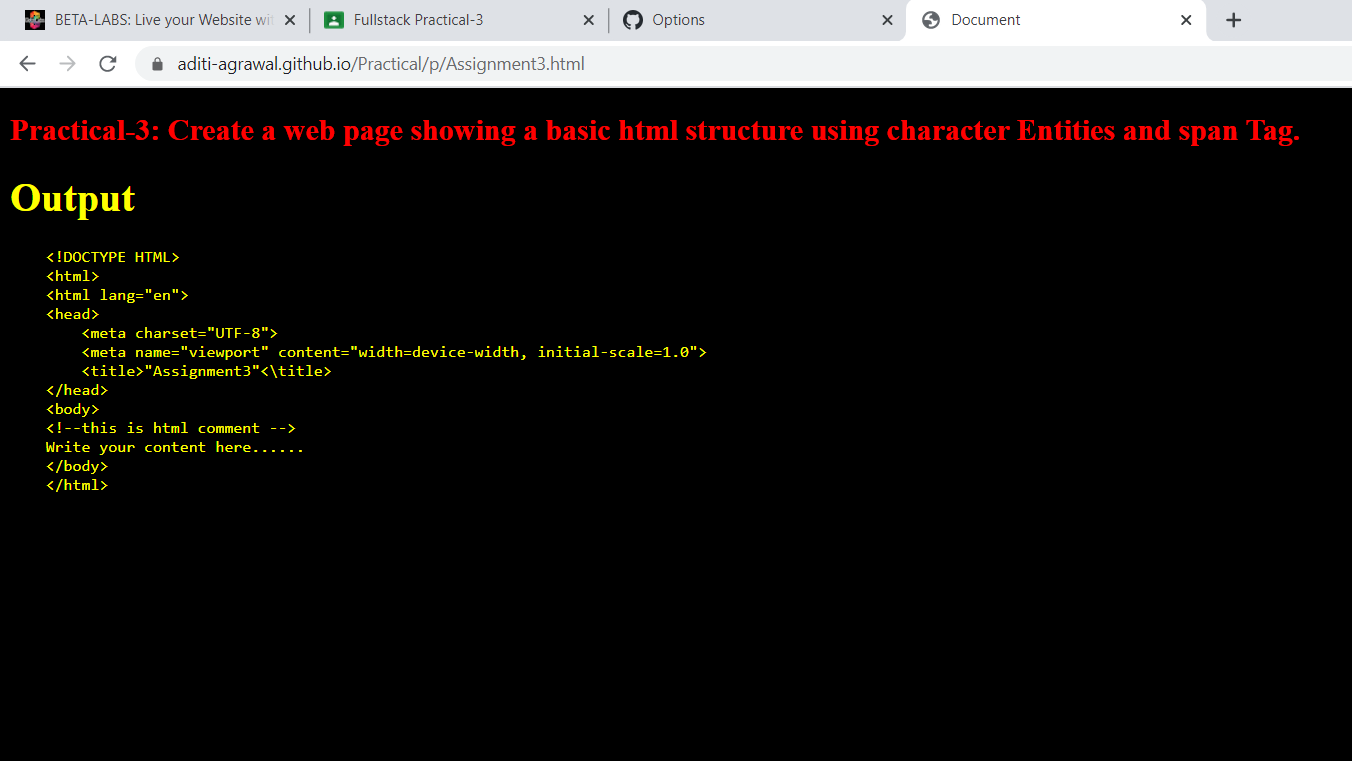 BETA-LABS: Live your Website wit
Fullstack Practical-3
Options
Document
aditi-agrawal.github.io/Practical/p/Assignment3.html
Practical-3: Create a web page showing a basic html structure using character Entities and span Tag.
Output
<!DOCTYPE HTML>
<html>
<html lang="en">
<head>
    <meta charset="UTF-8">
    <meta name="viewport" content="width=device-width, initial-scale=1.0">
    <title>"Assignment3"<\title>
</head>
<body>
<!--this is html comment -->
Write your content here......
</body>
</html>